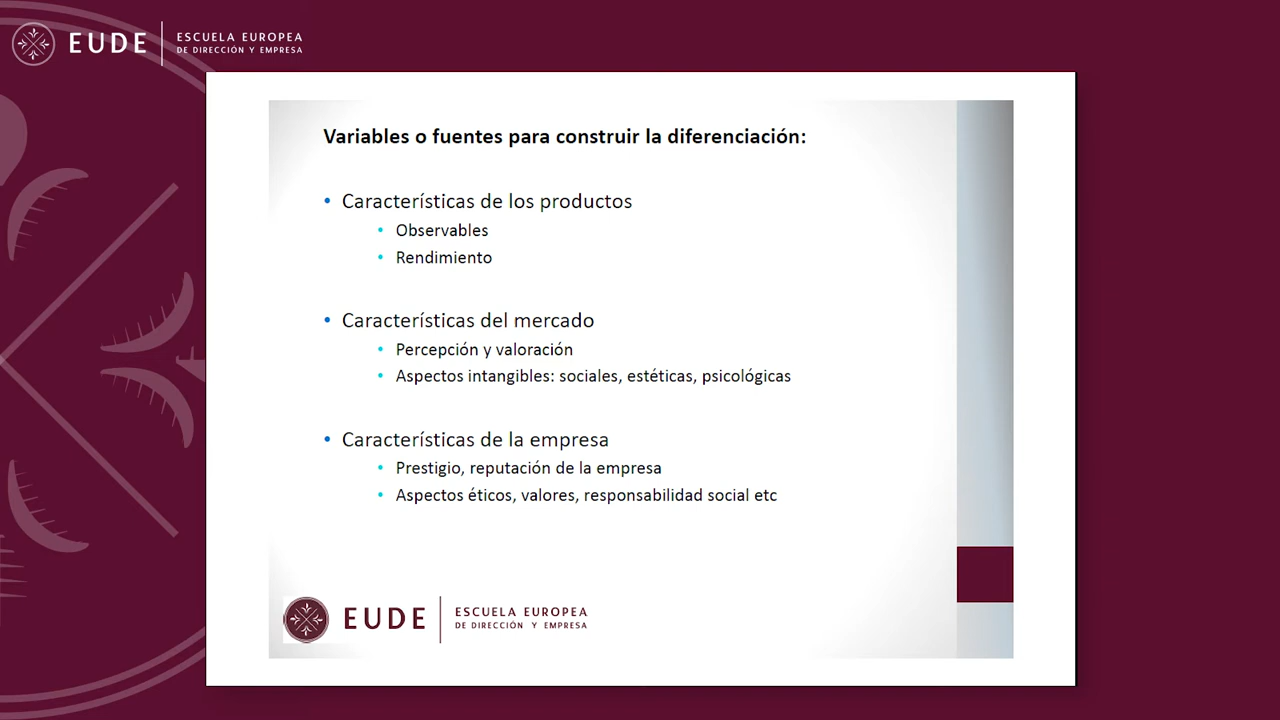 EUDE
ESCUELA EUROPEA
DE DIRECCIÓN Y EMPRESA
Variables o fuentes para construir la diferenciación:
• Características de los productos
• Observables
• Rendimiento
• Características del mercado
• Percepción y valoración
• Aspectos intangibles: sociales, estéticas, psicológicas
• Características de la empresa
• Prestigio, reputación de la empresa
• Aspectos éticos, valores, responsabilidad social etc
EUDE
ESCUELA EUROPEA
DE DIRECCIÓN Y EMPRESA